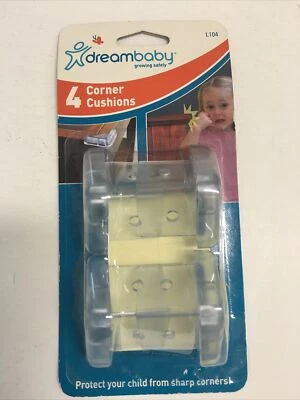 L104
dreambaby®
growing safely
4 Corner
Cushions
Protect your child from sharp corners!